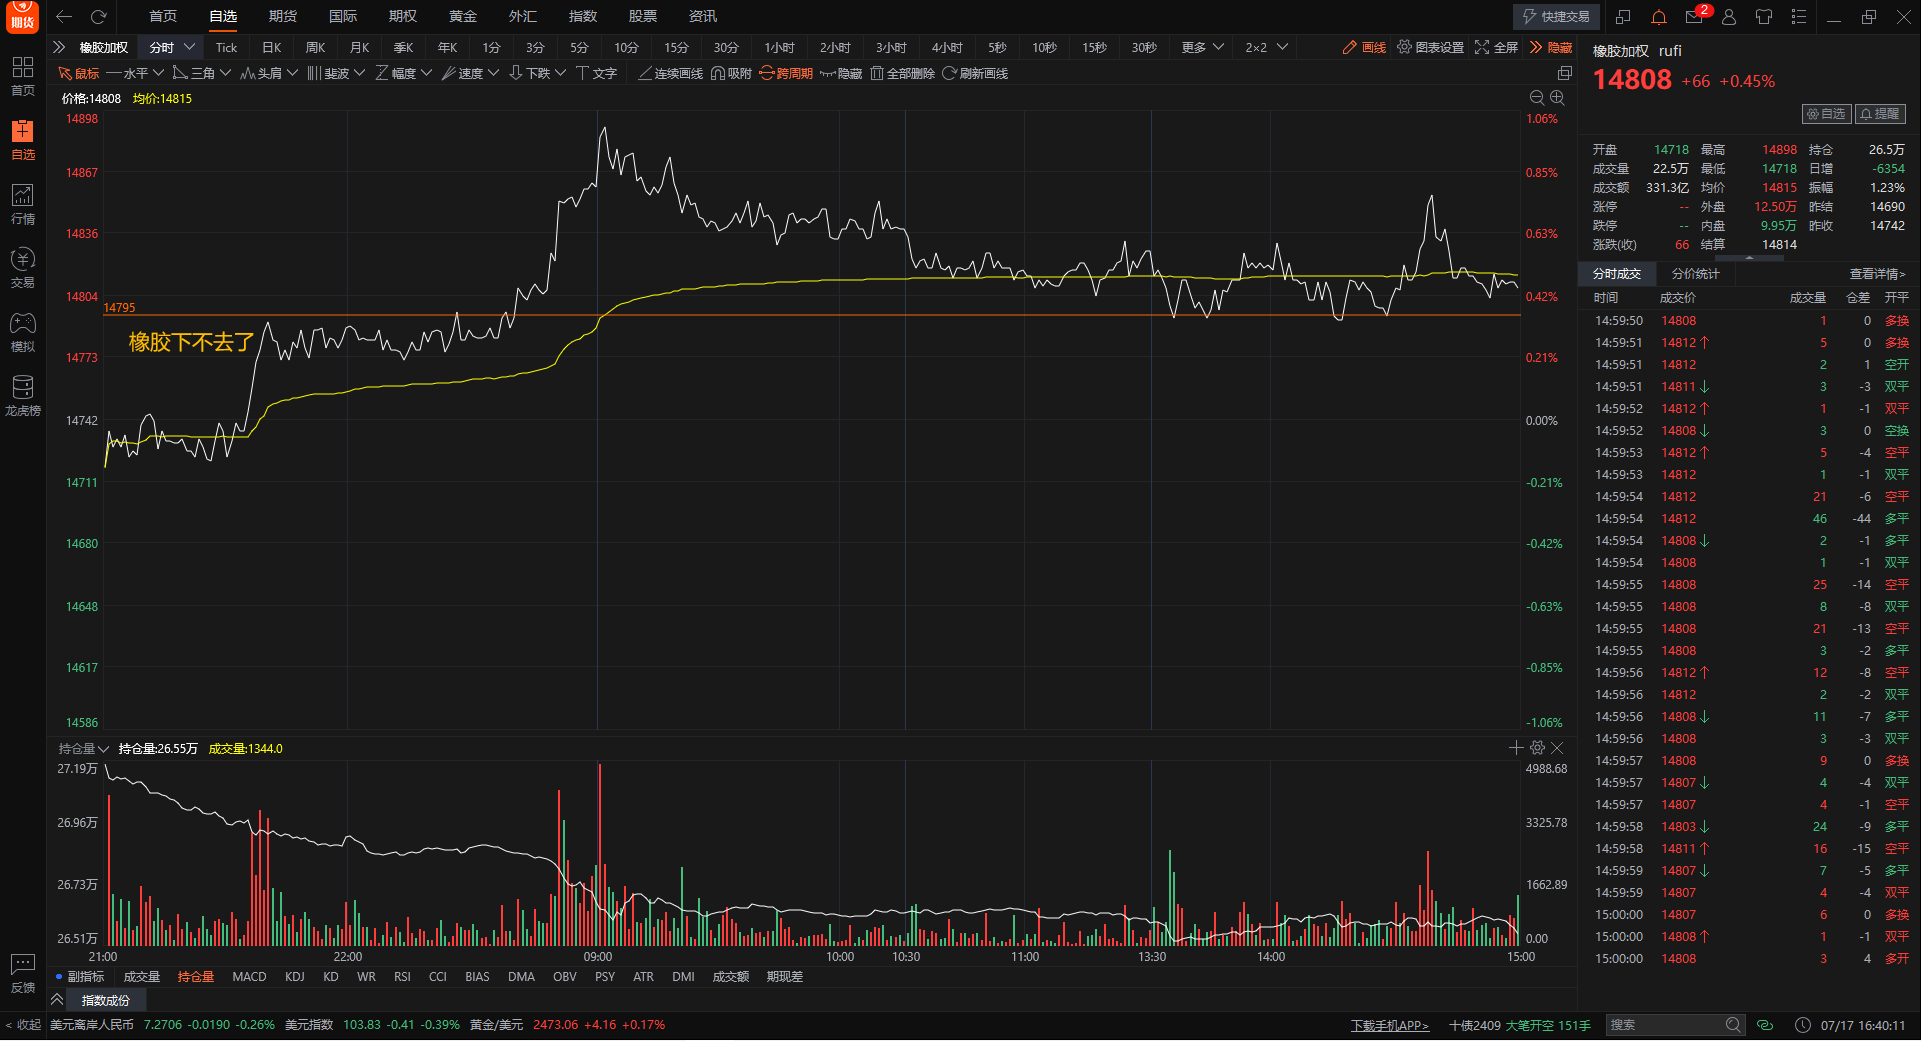 期货 首页 自选 期货 国际 期权 黄金 外汇 指数 股票 资讯 快捷交易 2
橡胶加权 分时 Tick 日K 周K 月K 季K 年K 1分 3分 5分 10分 15分 30分 1小时 2小时 3小时 4小时 5秒 10秒 15秒 30秒 更多 2×2 画线 图表设置 全屏 隐藏
鼠标 水平 三角 头肩 斐波 幅度 速度 下跌 文字 连续画线 吸附 跨周期 隐藏 全部删除 刷新画线
首页
自选
行情
交易
模拟
龙虎榜
反馈
< 收起
价格:14808 均价:14815
14898 1.06%
14867 0.85%
14836 0.63%
14804 0.42%
14795
橡胶下不去了
14773 0.21%
14742 0.00%
14711 -0.21%
14680 -0.42%
14648 -0.63%
14617 -0.85%
14586 -1.06%
持仓量 持仓量:26.55万 成交量:1344.0
27.19万 4988.68
26.96万 3325.78
26.73万 1662.89
26.51万 0.00
21:00 22:00 09:00 10:00 10:30 11:00 13:30 14:00 15:00
副指标 成交量 持仓量 MACD KDJ KD WR RSI CCI BIAS DMA OBV PSY ATR DMI 成交额 期现差
指数成份
橡胶加权 rufi
14808 +66 +0.45%
自选 提醒
开盘 14718 最高 14898 持仓 26.5万
成交量 22.5万 最低 14718 日增 -6354
成交额 331.3亿 均价 14815 振幅 1.23%
涨停 -- 外盘 12.50万 昨结 14690
跌停 -- 内盘 9.95万 昨收 14742
涨跌(收) 66 结算 14814
分时成交 分价统计 查看详情>
时间 成交价 成交量 仓差 开平
14:59:50 14808 1 0 多换
14:59:51 14812↑ 5 0 多换
14:59:51 14812 2 1 空开
14:59:51 14811↓ 3 -3 双平
14:59:52 14812↑ 1 -1 双平
14:59:52 14808↓ 3 0 空换
14:59:53 14812↑ 5 -4 空平
14:59:53 14812 1 -1 双平
14:59:54 14812 21 -6 空平
14:59:54 14812 46 -44 多平
14:59:54 14808↓ 2 -1 多平
14:59:54 14808 1 -1 双平
14:59:55 14808 25 -14 空平
14:59:55 14808 8 -8 双平
14:59:55 14808 21 -13 空平
14:59:55 14808 3 -2 多平
14:59:56 14812↑ 12 -8 空平
14:59:56 14812 2 -2 双平
14:59:56 14808↓ 11 -7 多平
14:59:56 14808 3 -3 双平
14:59:57 14808 9 0 多换
14:59:57 14807↓ 4 -4 双平
14:59:57 14807 4 -1 空平
14:59:58 14803↓ 24 -9 多平
14:59:58 14811↑ 16 -15 空平
14:59:59 14807↓ 7 -5 多平
14:59:59 14807 4 -4 双平
15:00:00 14807 6 0 多换
15:00:00 14808↑ 1 -1 双平
15:00:00 14808 3 4 多开
美元离岸人民币 7.2706 -0.0190 -0.26% 美元指数 103.83 -0.41 -0.39% 黄金/美元 2473.06 +4.16 +0.17% 下载手机APP> 十债2409 大笔开空 151手 搜索 07/17 16:40:11